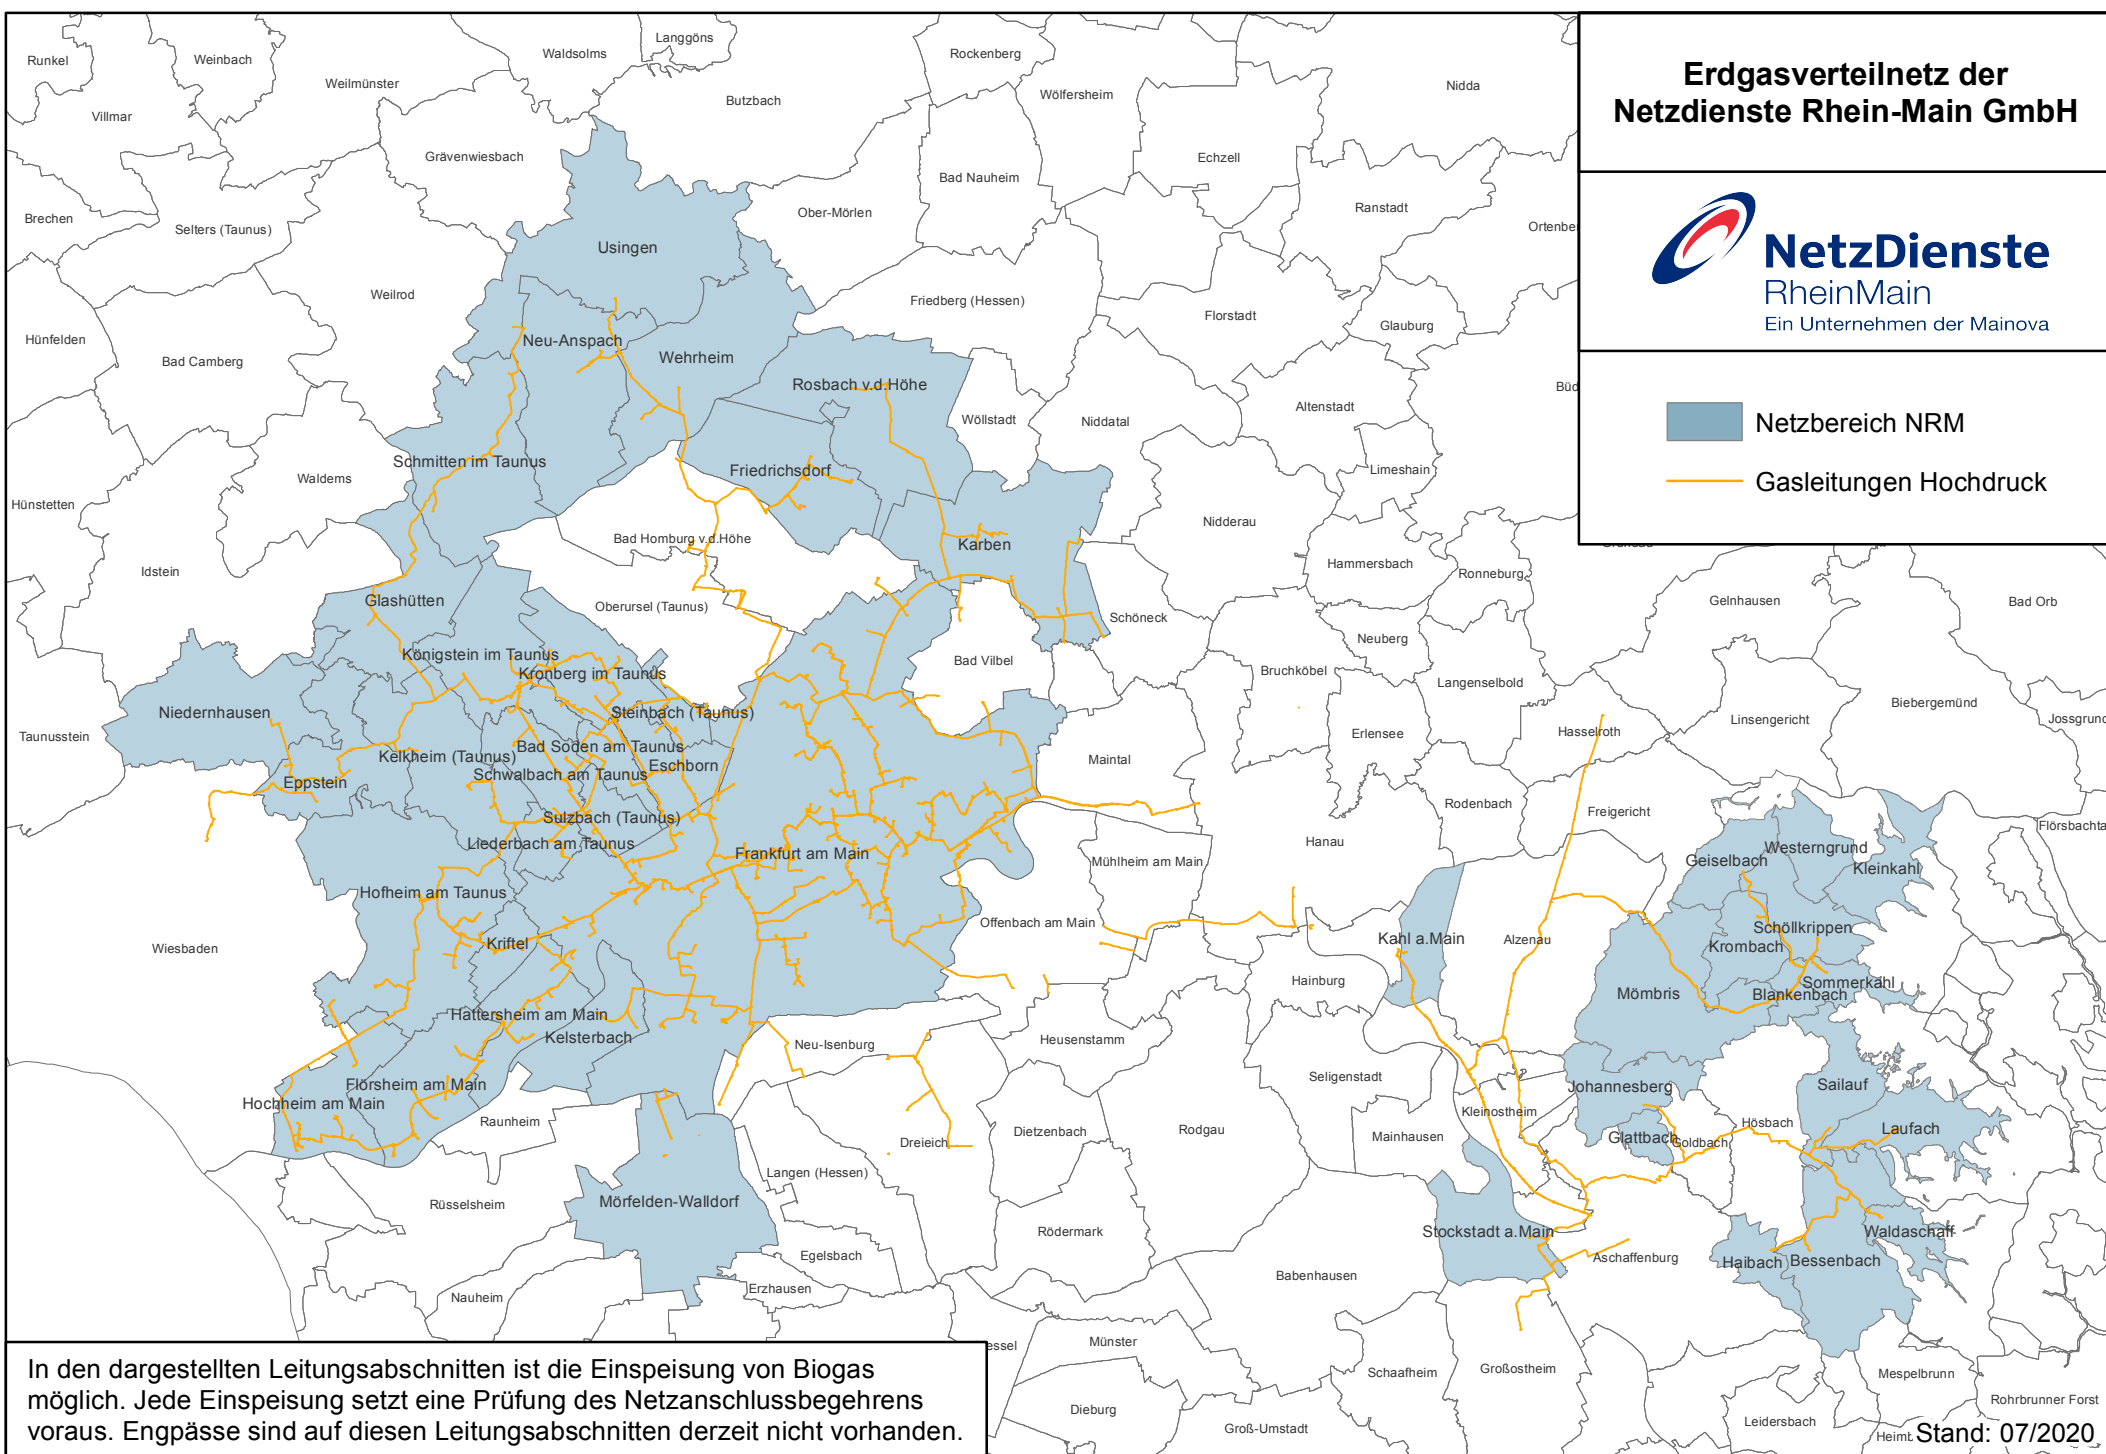 Erdgasverteilnetz der
Netzdienste Rhein-Main GmbH
NetzDienste
RheinMain
Ein Unternehmen der Mainova
Netzbereich NRM
Gasleitungen Hochdruck
Runkel
Weinbach
Waldsolms
Langgöns
Rockenberg
Weilmünster
Butzbach
Wölfersheim
Nidda
Villmar
Grävenwiesbach
Echzell
Bad Nauheim
Brechen
Selters (Taunus)
Ober-Mörlen
Ranstadt
Ortenbe
Usingen
Weilrod
Friedberg (Hessen)
Florstadt
Glauburg
Hünfelden
Bad Camberg
Neu-Anspach
Wehrheim
Rosbach v.d.Höhe
Büd
Altenstadt
Wöllstadt
Niddatal
Schmitten im Taunus
Friedrichsdorf
Limeshain
Waldems
Hünstetten
Nidderau
Bad Homburg v.d.Höhe
Karben
Idstein
Hammersbach
Ronneburg
Glashütten
Oberursel (Taunus)
Schöneck
Gelnhausen
Bad Orb
Neuberg
Königstein im Taunus
Kronberg im Taunus
Bad Vilbel
Bruchköbel
Langenselbold
Biebergemünd
Niedernhausen
Steinbach (Taunus)
Linsengericht
Jossgrund
Taunusstein
Hasselroth
Erlensee
Kelkheim (Taunus)
Bad Soden am Taunus
Eschborn
Maintal
Schwalbach am Taunus
Eppstein
Rodenbach
Freigericht
Sulzbach (Taunus)
Flörsbachta
Liederbach am Taunus
Frankfurt am Main
Mühlheim am Main
Hanau
Westerngrund
Geiselbach
Kleinkahl
Hofheim am Taunus
Offenbach am Main
Wiesbaden
Kriftel
Kahl a.Main
Alzenau
Schöllkrippen
Krombach
Hainburg
Mömbris
Sommerkahl
Blankenbach
Hattersheim am Main
Kelsterbach
Neu-Isenburg
Heusenstamm
Flörsheim am Main
Seligenstadt
Johannesberg
Sailauf
Hochheim am Main
Raunheim
Kleinostheim
Dreieich
Dietzenbach
Rodgau
Mainhausen
Glattbach
Goldbach
Hösbach
Laufach
Langen (Hessen)
Rüsselsheim
Mörfelden-Walldorf
Rödermark
Stockstadt a.Main
Waldaschaff
Egelsbach
Aschaffenburg
Haibach
Bessenbach
Babenhausen
Erzhausen
Nauheim
essel
Münster
Schaafheim
Großostheim
Mespelbrunn
Dieburg
Groß-Umstadt
Leidersbach
Rohrbrunner Forst
Heimb
Stand: 07/2020
In den dargestellten Leitungsabschnitten ist die Einspeisung von Biogas
möglich. Jede Einspeisung setzt eine Prüfung des Netzanschlussbegehrens
voraus. Engpässe sind auf diesen Leitungsabschnitten derzeit nicht vorhanden.